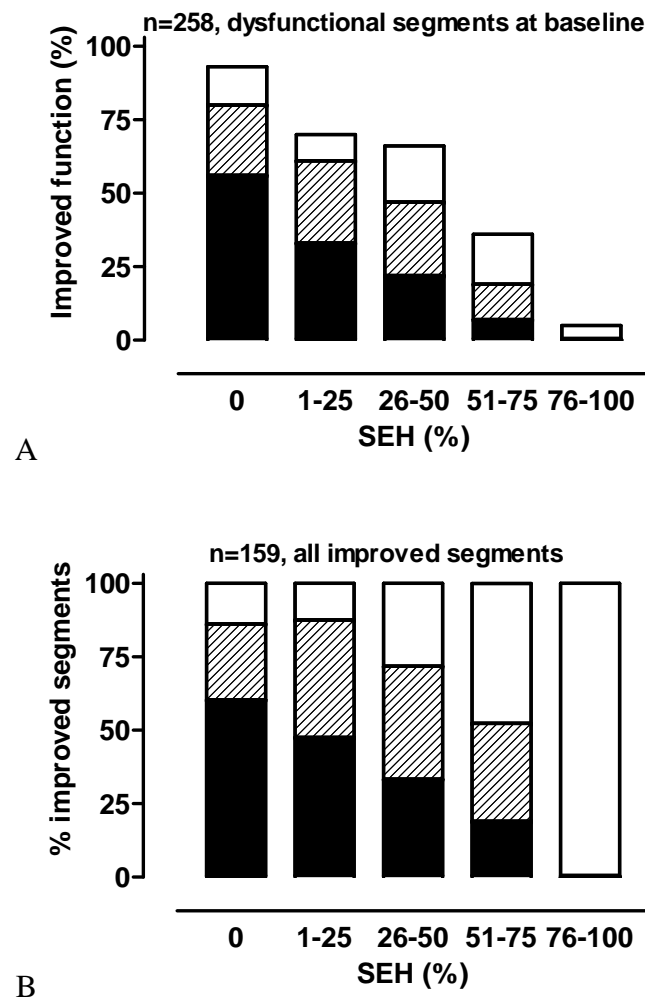 n=258, dysfunctional segments at baseline
Improved function (%)
100
75
50
25
0
0 1-25 26-50 51-75 76-100
SEH (%)
A
n=159, all improved segments
% improved segments
100
75
50
25
0
0 1-25 26-50 51-75 76-100
SEH (%)
B